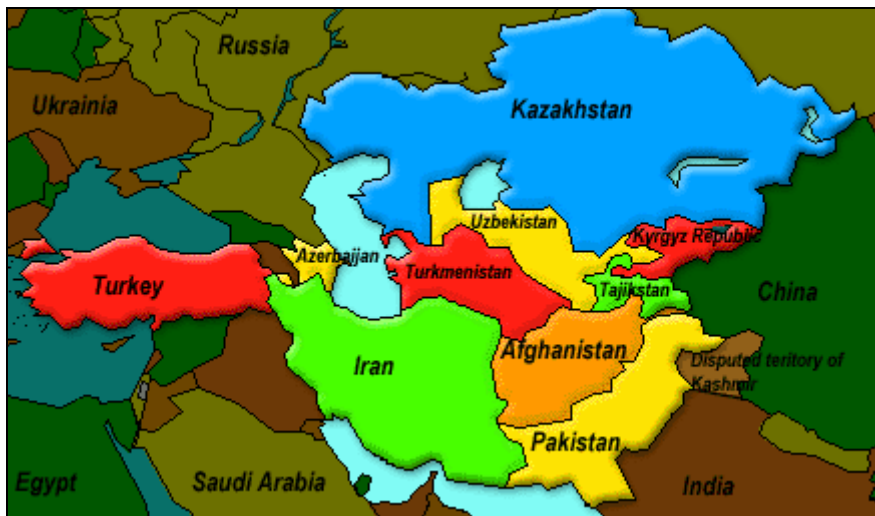 Russia
Ukrainia
Kazakhstan
Uzbekistan
Kyrgyz Republic
Azerbaijjan
Turkmenistan
Turkey
Tajikstan
China
Afghanistan
Iran
Disputed teritory of
Kashmir
Pakistan
Egypt
Saudi Arabia
India